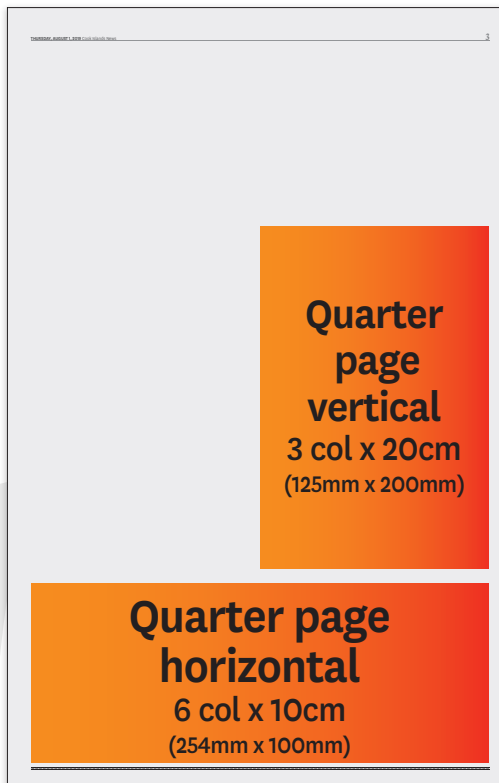 THURSDAY, AUGUST 1, 2019 Cook Islands News 3
Quarter
page
vertical
3 col x 20cm
(125mm x 200mm)
Quarter page
horizontal
6 col x 10cm
(254mm x 100mm)